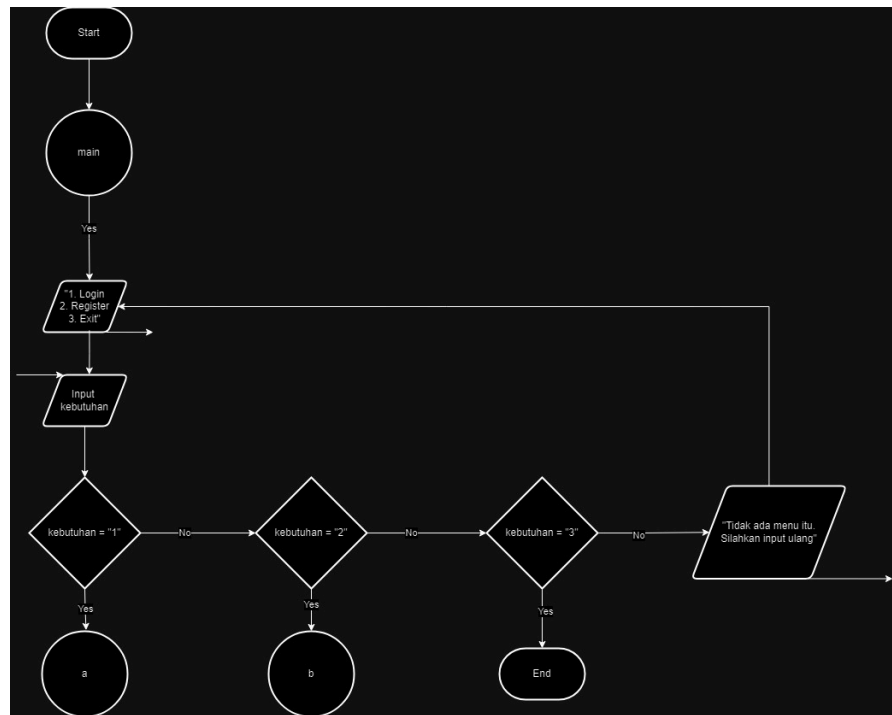 Start
main
Yes
"1. Login
2. Register
3. Exit"
Input
kebutuhan
kebutuhan = "1"
No
kebutuhan = "2"
No
kebutuhan = "3"
No
"Tidak ada menu itu.
Silahkan input ulang"
Yes
Yes
Yes
a
b
End